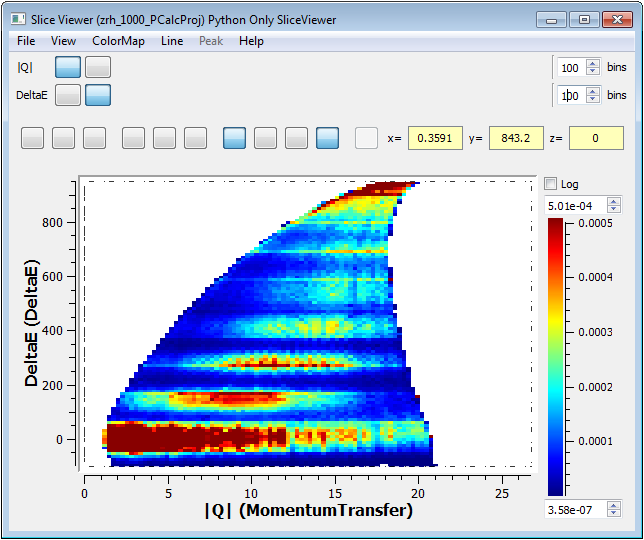 Slice Viewer (zrh_1000_PCalcProj) Python Only SliceViewer
File View ColorMap Line Peak Help
|Q| 100 bins
DeltaE 100 bins
x= 0.3591 y= 843.2 z= 0
Log
5.01e-04
0.0005
0.0004
0.0003
0.0002
0.0001
3.58e-07
DeltaE (DeltaE)
800
600
400
200
0
0 5 10 15 20 25
|Q| (MomentumTransfer)